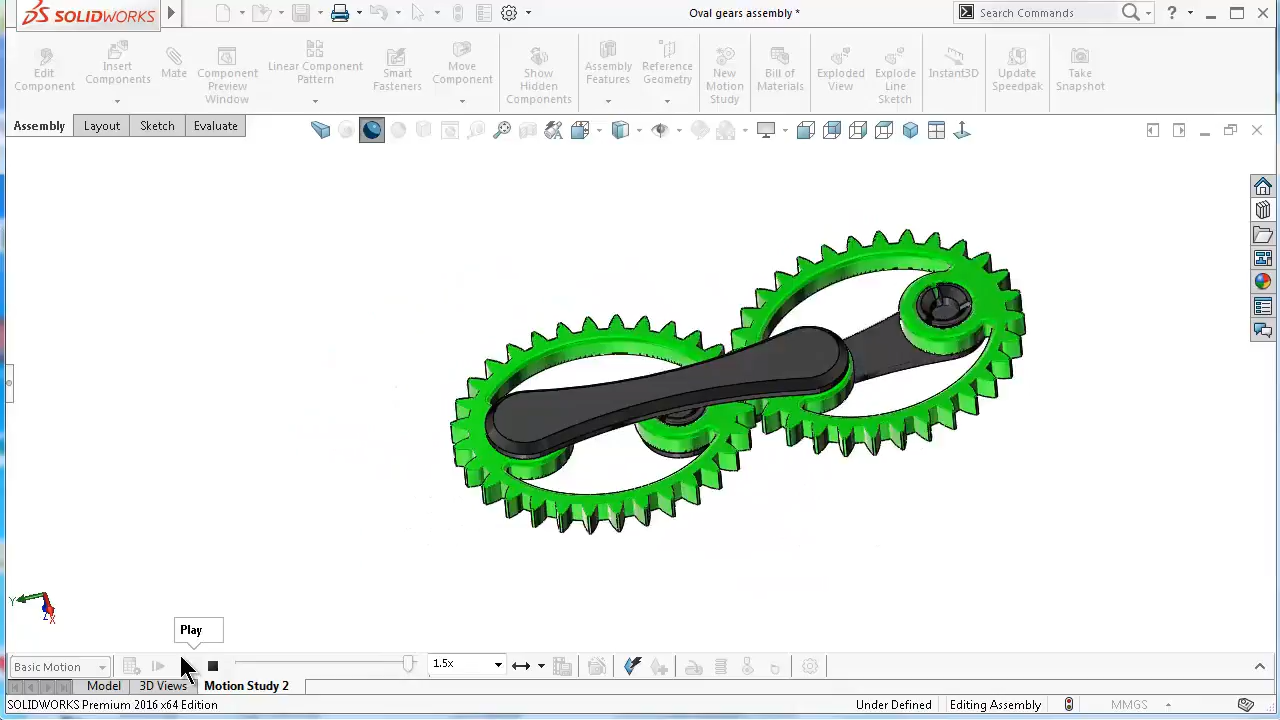 SOLIDWORKS
Oval gears assembly *
Search Commands
Edit Component
Insert Components
Mate
Component Preview Window
Linear Component Pattern
Smart Fasteners
Move Component
Show Hidden Components
Assembly Features
Reference Geometry
New Motion Study
Bill of Materials
Exploded View
Explode Line Sketch
Instant3D
Update Speedpak
Take Snapshot
Assembly
Layout
Sketch
Evaluate
Y
Z
X
Play
Basic Motion
1.5x
Model
3D Views
Motion Study 2
SOLIDWORKS Premium 2016 x64 Edition
Under Defined
Editing Assembly
MMGS